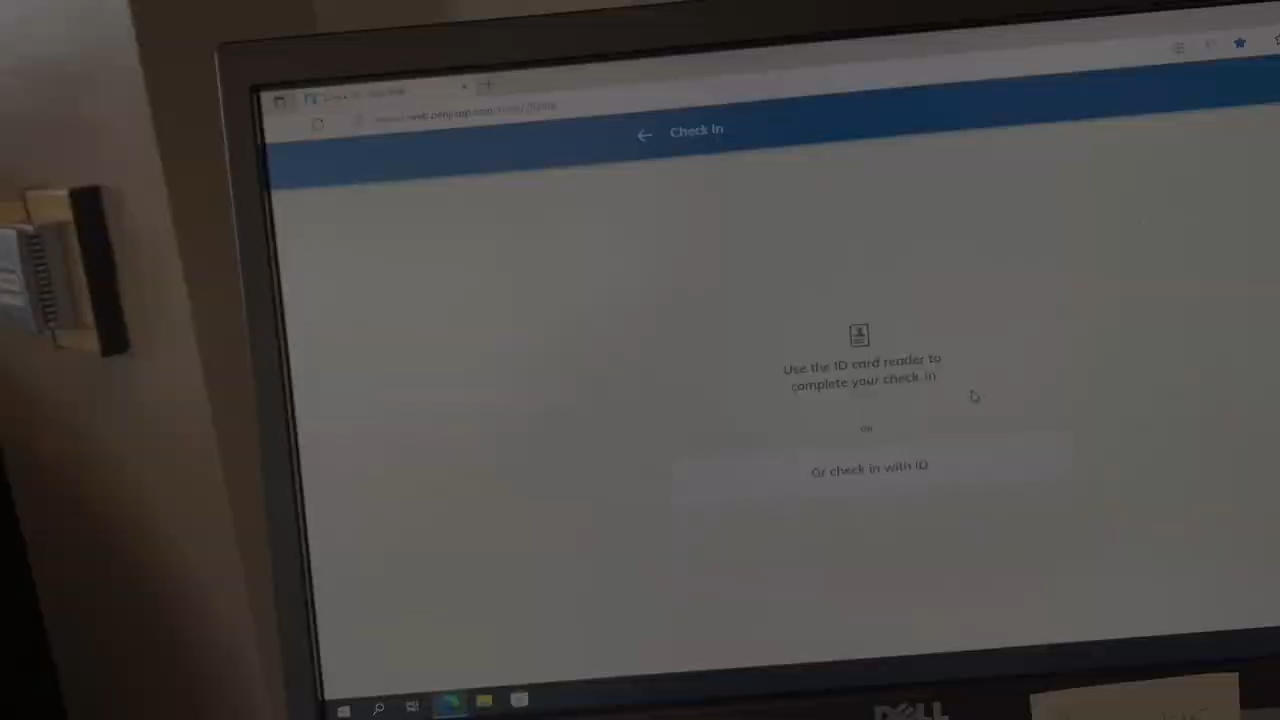 Check In
Use the ID card reader to
complete your check in
or
Or check in with ID
DELL